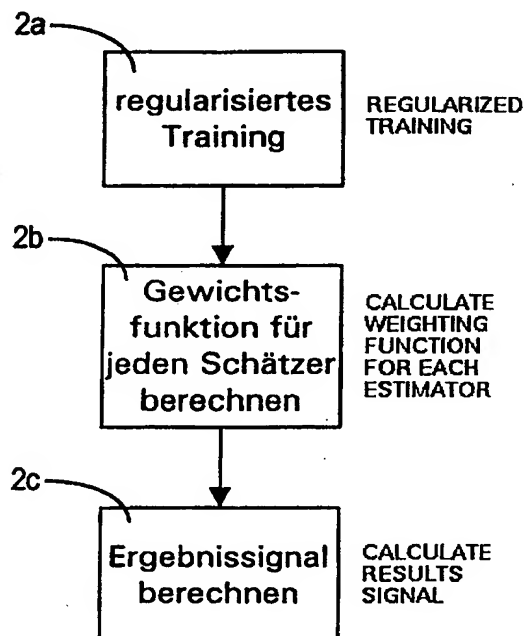 2a
regularisiertes
Training
REGULARIZED
TRAINING
2b
Gewichts-
funktion für
jeden Schätzer
berechnen
CALCULATE
WEIGHTING
FUNCTION
FOR EACH
ESTIMATOR
2c
Ergebnissignal
berechnen
CALCULATE
RESULTS
SIGNAL